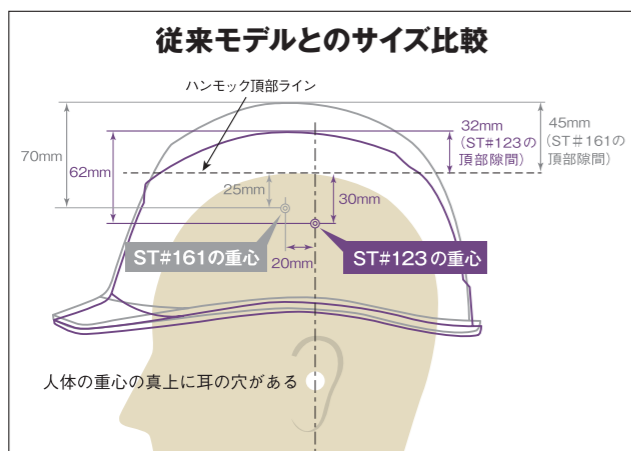 従来モデルとのサイズ比較
ハンモック頂部ライン
32mm
(ST#123の
頂部隙間)
45mm
(ST#161の
頂部隙間)
70mm
62mm
25mm
30mm
ST#161の重心
20mm
ST#123の重心
人体の重心の真上に耳の穴がある